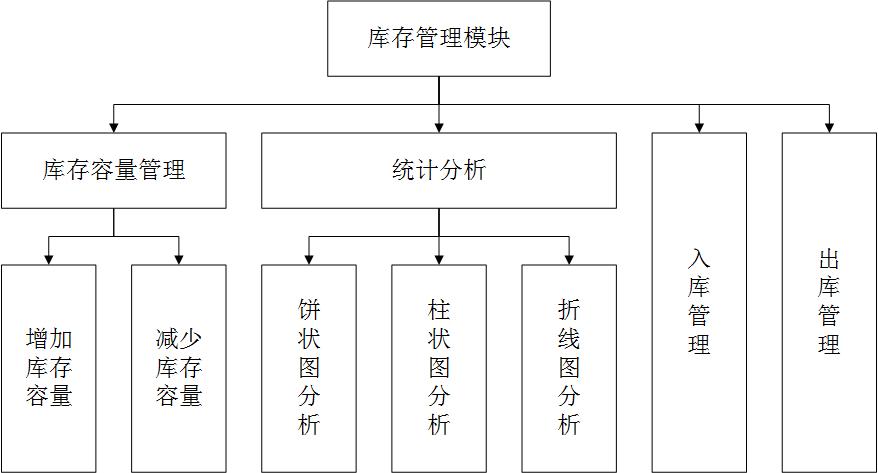 库存管理模块
库存容量管理
统计分析
入库管理
出库管理
增加
库存
容量
减少
库存
容量
饼状图分析
柱状图分析
折线图分析